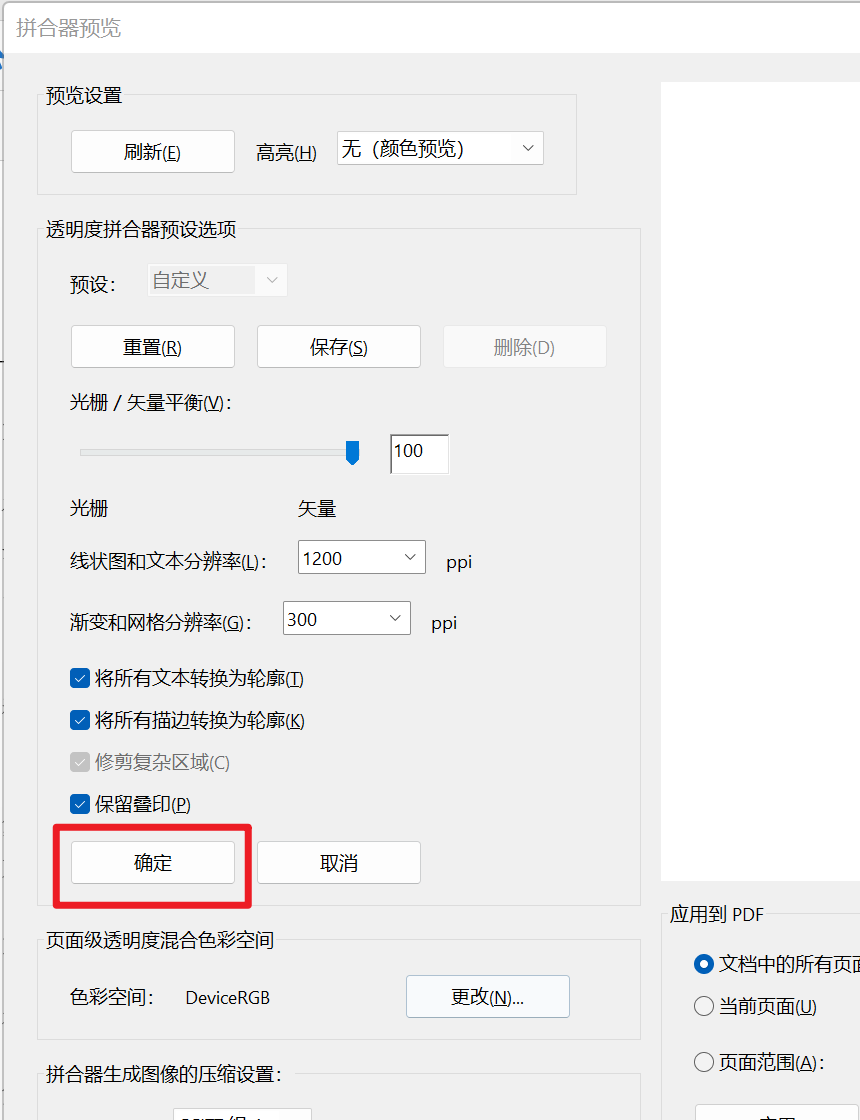 拼合器预览
预览设置
刷新(E) 高亮(H) 无（颜色预览）
透明度拼合器预设选项
预设： 自定义
重置(R) 保存(S) 删除(D)
光栅 / 矢量平衡(V)：
100
光栅 矢量
线状图和文本分辨率(L)： 1200 ppi
渐变和网格分辨率(G)： 300 ppi
将所有文本转换为轮廓(T)
将所有描边转换为轮廓(K)
修剪复杂区域(C)
保留叠印(P)
确定 取消
页面级透明度混合色彩空间
色彩空间： DeviceRGB 更改(N)...
拼合器生成图像的压缩设置：
应用到 PDF
文档中的所有页面
当前页面(U)
页面范围(A)：